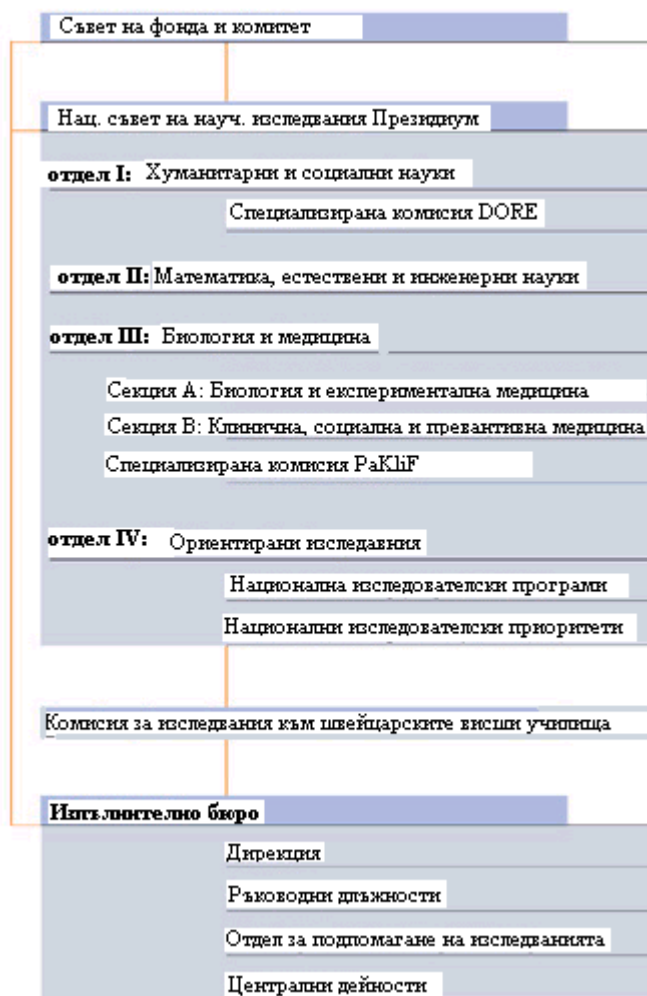 Съвет на фонда и комитет
Нац. съвет на науч. изследвания Президиум
отдел I: Хуманитарни и социални науки
Специализирана комисия DORE
отдел II: Математика, естествени и инженерни науки
отдел III: Биология и медицина
Секция А: Биология и експериментална медицина
Секция В: Клинична, социална и превантивна медицина
Специализирана комисия PaKliF
отдел IV: Ориентирани изследавния
Национална изследователски програми
Национални изследователски приоритети
Комисия за изследвания към швейцарските висши училища
Изпълнително бюро
Дирекция
Ръководни длъжности
Отдел за подпомагане на изследванията
Централни дейности